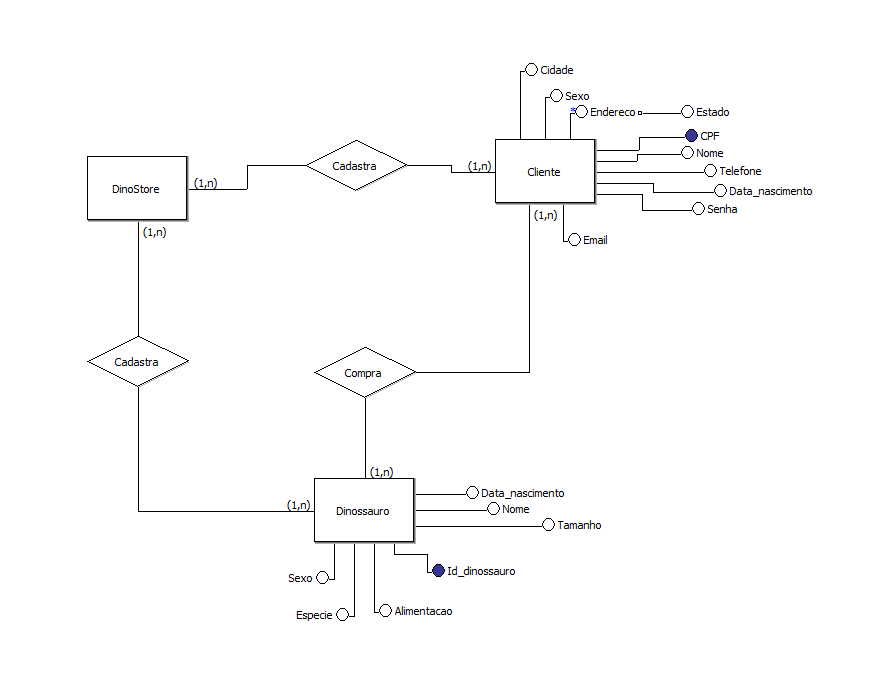 Cidade
Sexo
* Endereco
Estado
CPF
Nome
Telefone
Data_nascimento
Senha
Email
Cliente
(1,n)
(1,n)
Cadastra
(1,n)
DinoStore
(1,n)
Cadastra
Compra
(1,n)
(1,n)
Dinossauro
Data_nascimento
Nome
Tamanho
Id_dinossauro
Sexo
Especie
Alimentacao